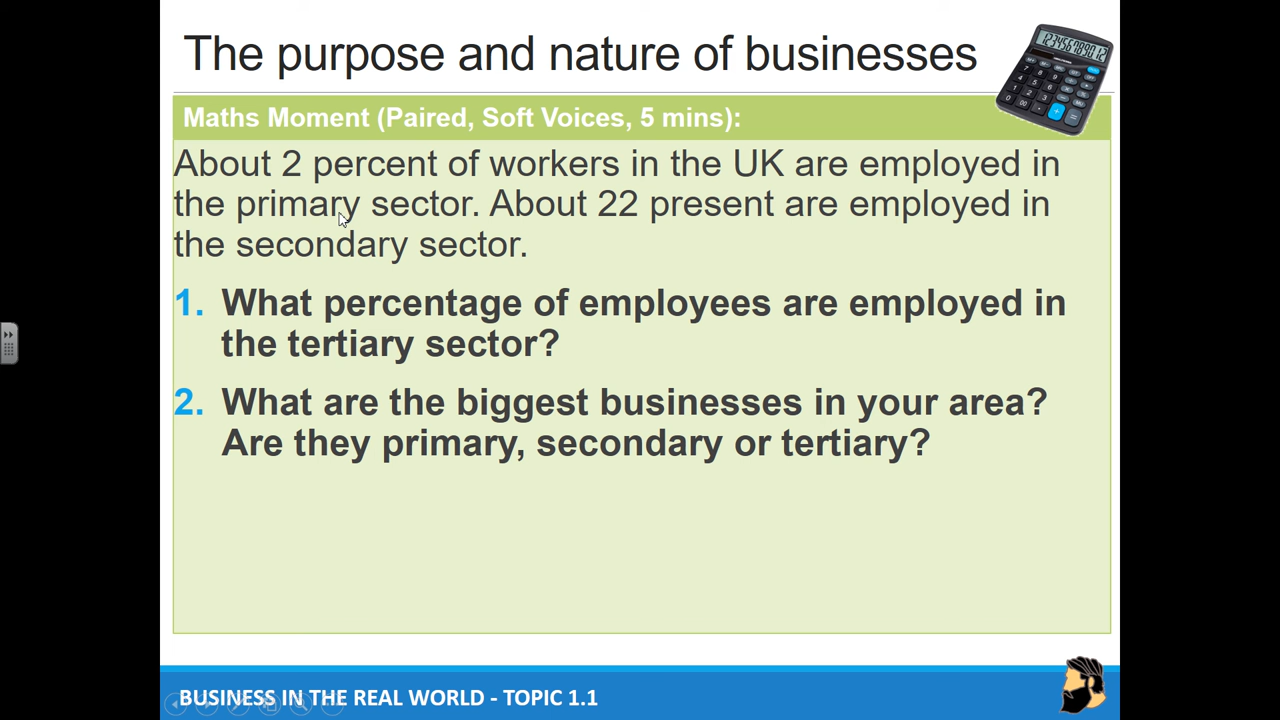 The purpose and nature of businesses
Maths Moment (Paired, Soft Voices, 5 mins):
About 2 percent of workers in the UK are employed in
the primary sector. About 22 present are employed in
the secondary sector.
1. What percentage of employees are employed in
the tertiary sector?
2. What are the biggest businesses in your area?
Are they primary, secondary or tertiary?
BUSINESS IN THE REAL WORLD - TOPIC 1.1